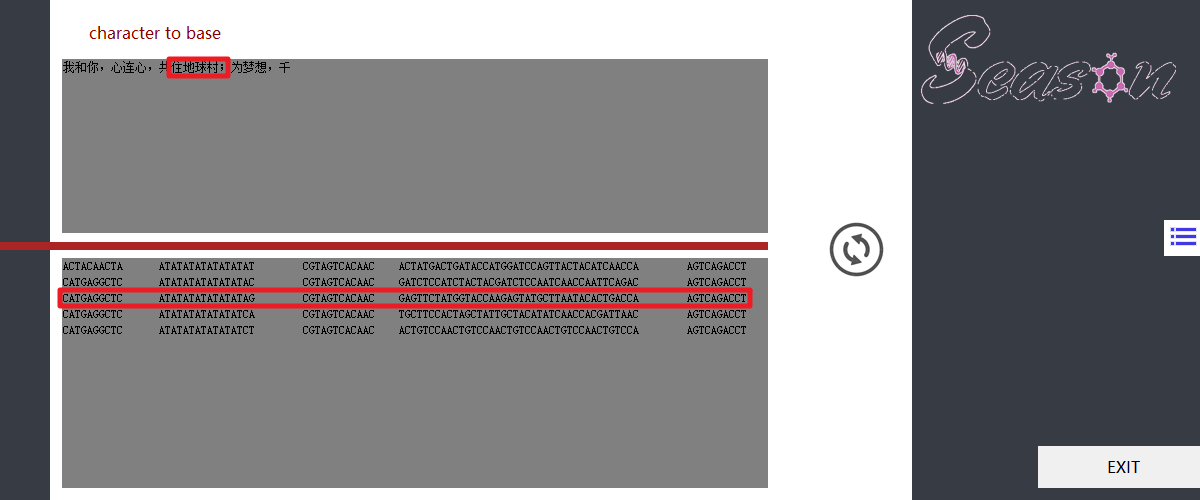 character to base
我和你，心连心，共住地球村；为梦想，千
ACTACAACTA ATATATATATATATAT CGTAGTCACAAC ACTATGACTGATACCATGGATCCAGTTACTACATCAACCA AGTCAGACCT
CATGAGGCTC ATATATATATATATAC CGTAGTCACAAC GATCTCCATCTACTACGATCTCCAATCAACCAATTCAGAC AGTCAGACCT
CATGAGGCTC ATATATATATATATAG CGTAGTCACAAC GAGTTCTATGGTACCAAGAGTATGCTTAATACACTGACCA AGTCAGACCT
CATGAGGCTC ATATATATATATATCA CGTAGTCACAAC TGCTTCCACTAGCTATTGCTACATATCAACCACGATTAAC AGTCAGACCT
CATGAGGCTC ATATATATATATATCT CGTAGTCACAAC ACTGTCCAACTGTCCAACTGTCCAACTGTCCAACTGTCCA AGTCAGACCT
Season
EXIT